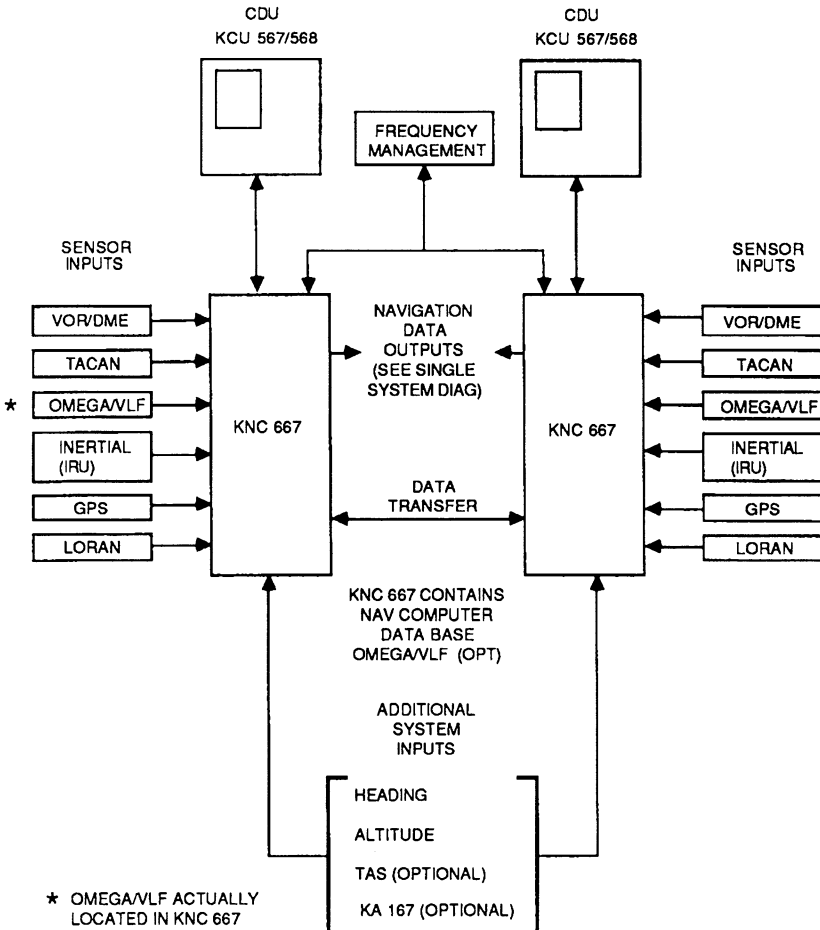 CDU
KCU 567/568
CDU
KCU 567/568
FREQUENCY
MANAGEMENT
SENSOR
INPUTS
SENSOR
INPUTS
VOR/DME
TACAN
* OMEGA/VLF
INERTIAL
(IRU)
GPS
LORAN
KNC 667
NAVIGATION
DATA
OUTPUTS
(SEE SINGLE
SYSTEM DIAG)
DATA
TRANSFER
KNC 667
VOR/DME
TACAN
OMEGA/VLF
INERTIAL
(IRU)
GPS
LORAN
KNC 667 CONTAINS
NAV COMPUTER
DATA BASE
OMEGA/VLF (OPT)
ADDITIONAL
SYSTEM
INPUTS
HEADING
ALTITUDE
TAS (OPTIONAL)
KA 167 (OPTIONAL)
* OMEGA/VLF ACTUALLY
LOCATED IN KNC 667